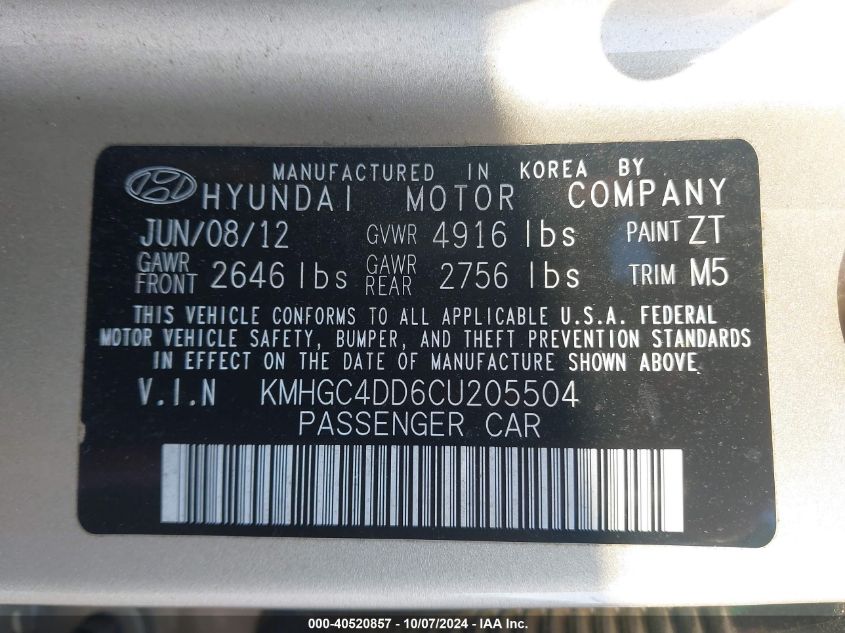 MANUFACTURED IN KOREA BY
HYUNDAI MOTOR COMPANY
JUN/08/12 GVWR 4916 lbs PAINT ZT
GAWR FRONT 2646 lbs GAWR REAR 2756 lbs TRIM M5
THIS VEHICLE CONFORMS TO ALL APPLICABLE U.S.A. FEDERAL
MOTOR VEHICLE SAFETY, BUMPER, AND THEFT PREVENTION STANDARDS
IN EFFECT ON THE DATE OF MANUFACTURE SHOWN ABOVE.
V.I.N KMHGC4DD6CU205504
PASSENGER CAR
000-40520857 - 10/07/2024 - IAA Inc.